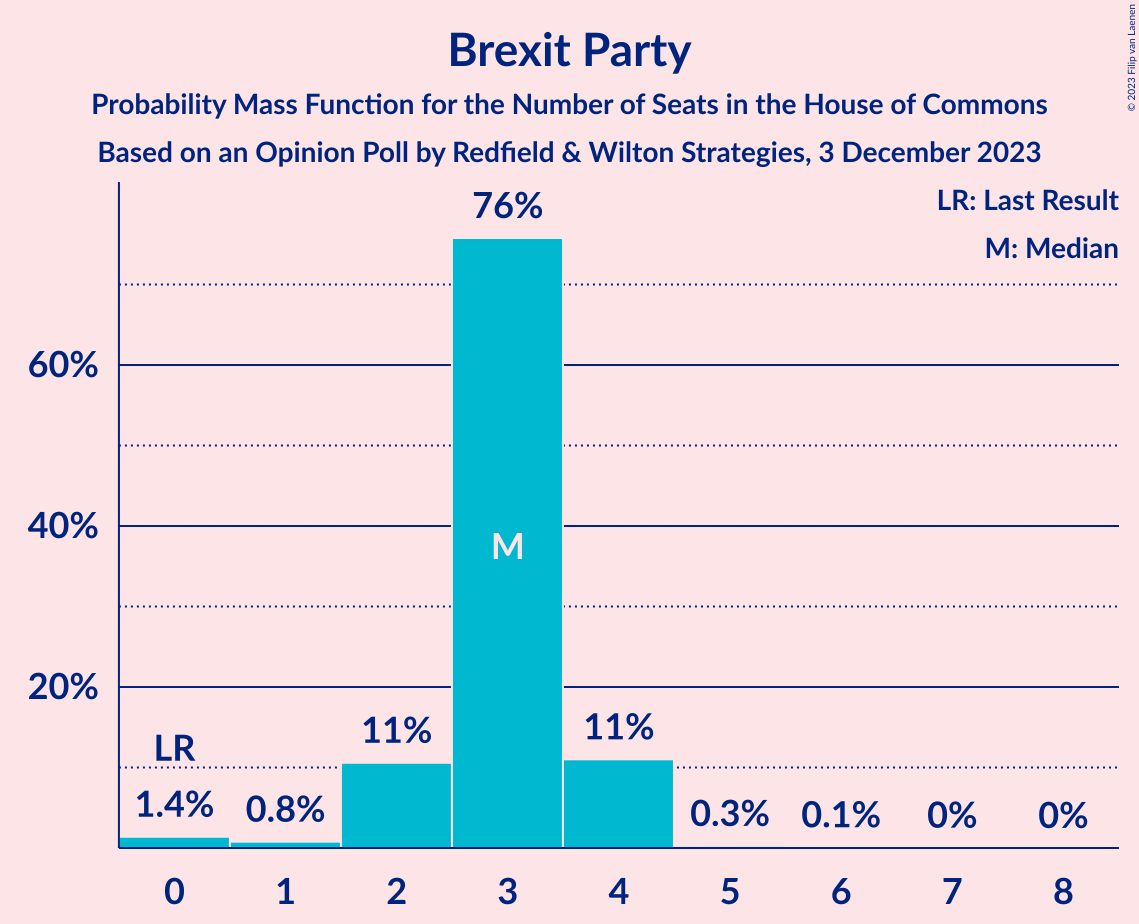 Brexit Party
Probability Mass Function for the Number of Seats in the House of Commons
Based on an Opinion Poll by Redfield & Wilton Strategies, 3 December 2023
© 2023 Filip van Laenen
LR: Last Result
M: Median
76%
60%
40%
M
20%
LR
1.4%
0.8%
11%
11%
0.3%
0.1%
0%
0%
0 1 2 3 4 5 6 7 8